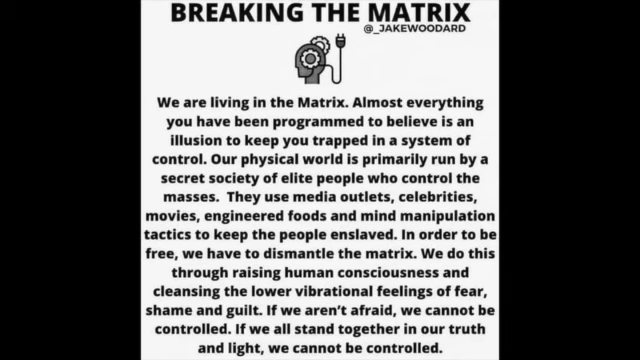 BREAKING THE MATRIX
@_JAKEWOODARD
We are living in the Matrix. Almost everything
you have been programmed to believe is an
illusion to keep you trapped in a system of
control. Our physical world is primarily run by a
secret society of elite people who control the
masses. They use media outlets, celebrities,
movies, engineered foods and mind manipulation
tactics to keep the people enslaved. In order to be
free, we have to dismantle the matrix. We do this
through raising human consciousness and
cleansing the lower vibrational feelings of fear,
shame and guilt. If we aren't afraid, we cannot be
controlled. If we all stand together in our truth
and light, we cannot be controlled.